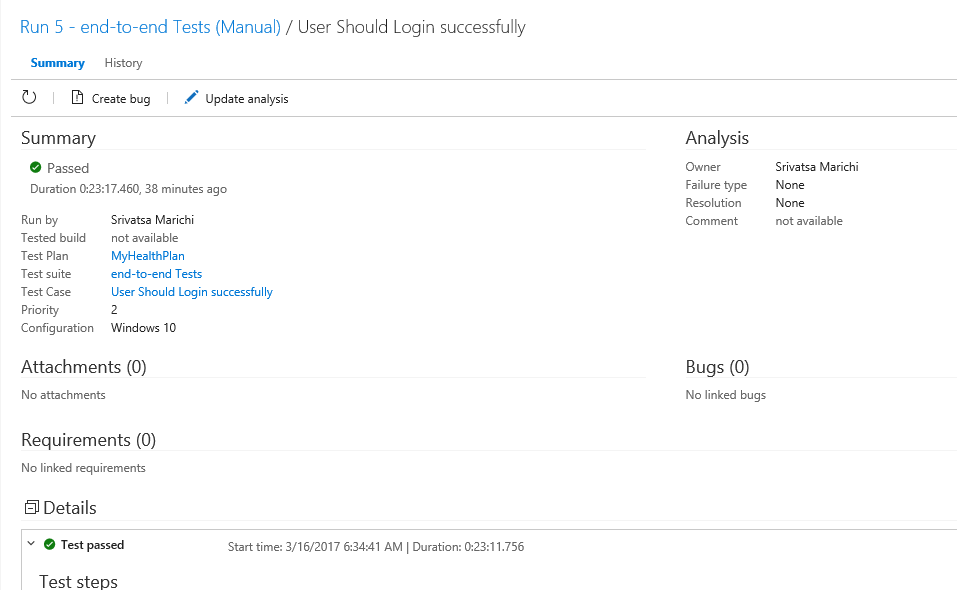 Run 5 - end-to-end Tests (Manual) / User Should Login successfully
Summary History
Create bug Update analysis
Summary
Passed
Duration 0:23:17.460, 38 minutes ago
Run by Srivatsa Marichi
Tested build not available
Test Plan MyHealthPlan
Test suite end-to-end Tests
Test Case User Should Login successfully
Priority 2
Configuration Windows 10
Analysis
Owner Srivatsa Marichi
Failure type None
Resolution None
Comment not available
Attachments (0)
No attachments
Bugs (0)
No linked bugs
Requirements (0)
No linked requirements
Details
Test passed Start time: 3/16/2017 6:34:41 AM | Duration: 0:23:11.756
Test steps